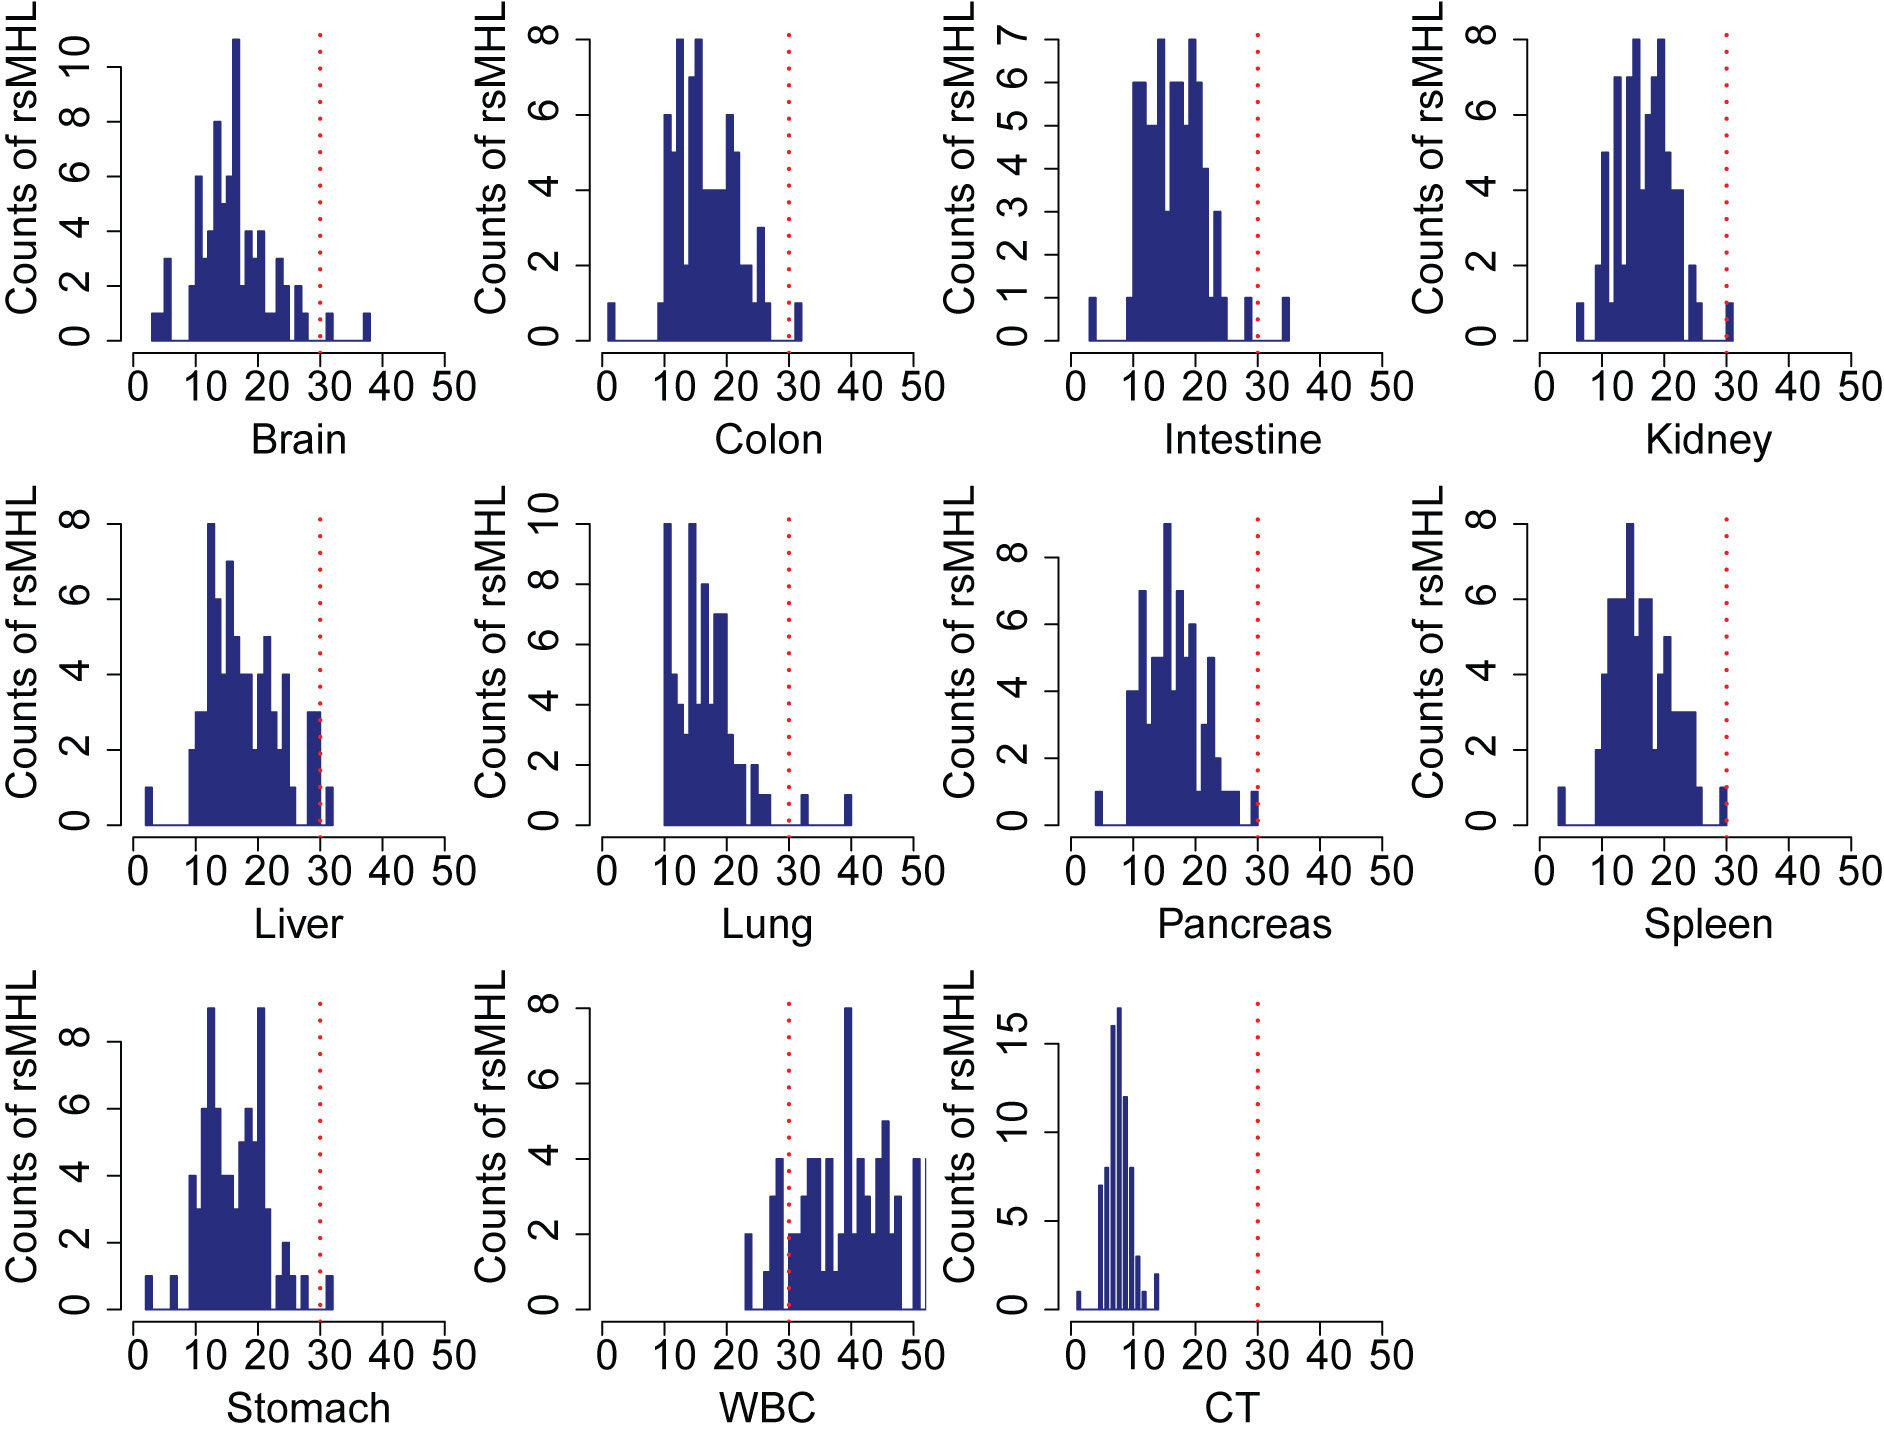 Counts of rsMHL
0 2 4 6 8 10
0 10 20 30 40 50
Brain
Counts of rsMHL
0 2 4 6 8
0 10 20 30 40 50
Colon
Counts of rsMHL
0 1 2 3 4 5 6 7
0 10 20 30 40 50
Intestine
Counts of rsMHL
0 2 4 6 8
0 10 20 30 40 50
Kidney
Counts of rsMHL
0 2 4 6 8
0 10 20 30 40 50
Liver
Counts of rsMHL
0 2 4 6 8 10
0 10 20 30 40 50
Lung
Counts of rsMHL
0 2 4 6 8
0 10 20 30 40 50
Pancreas
Counts of rsMHL
0 2 4 6 8
0 10 20 30 40 50
Spleen
Counts of rsMHL
0 2 4 6 8
0 10 20 30 40 50
Stomach
Counts of rsMHL
0 2 4 6 8
0 10 20 30 40 50
WBC
Counts of rsMHL
0 5 10 15
0 10 20 30 40 50
CT